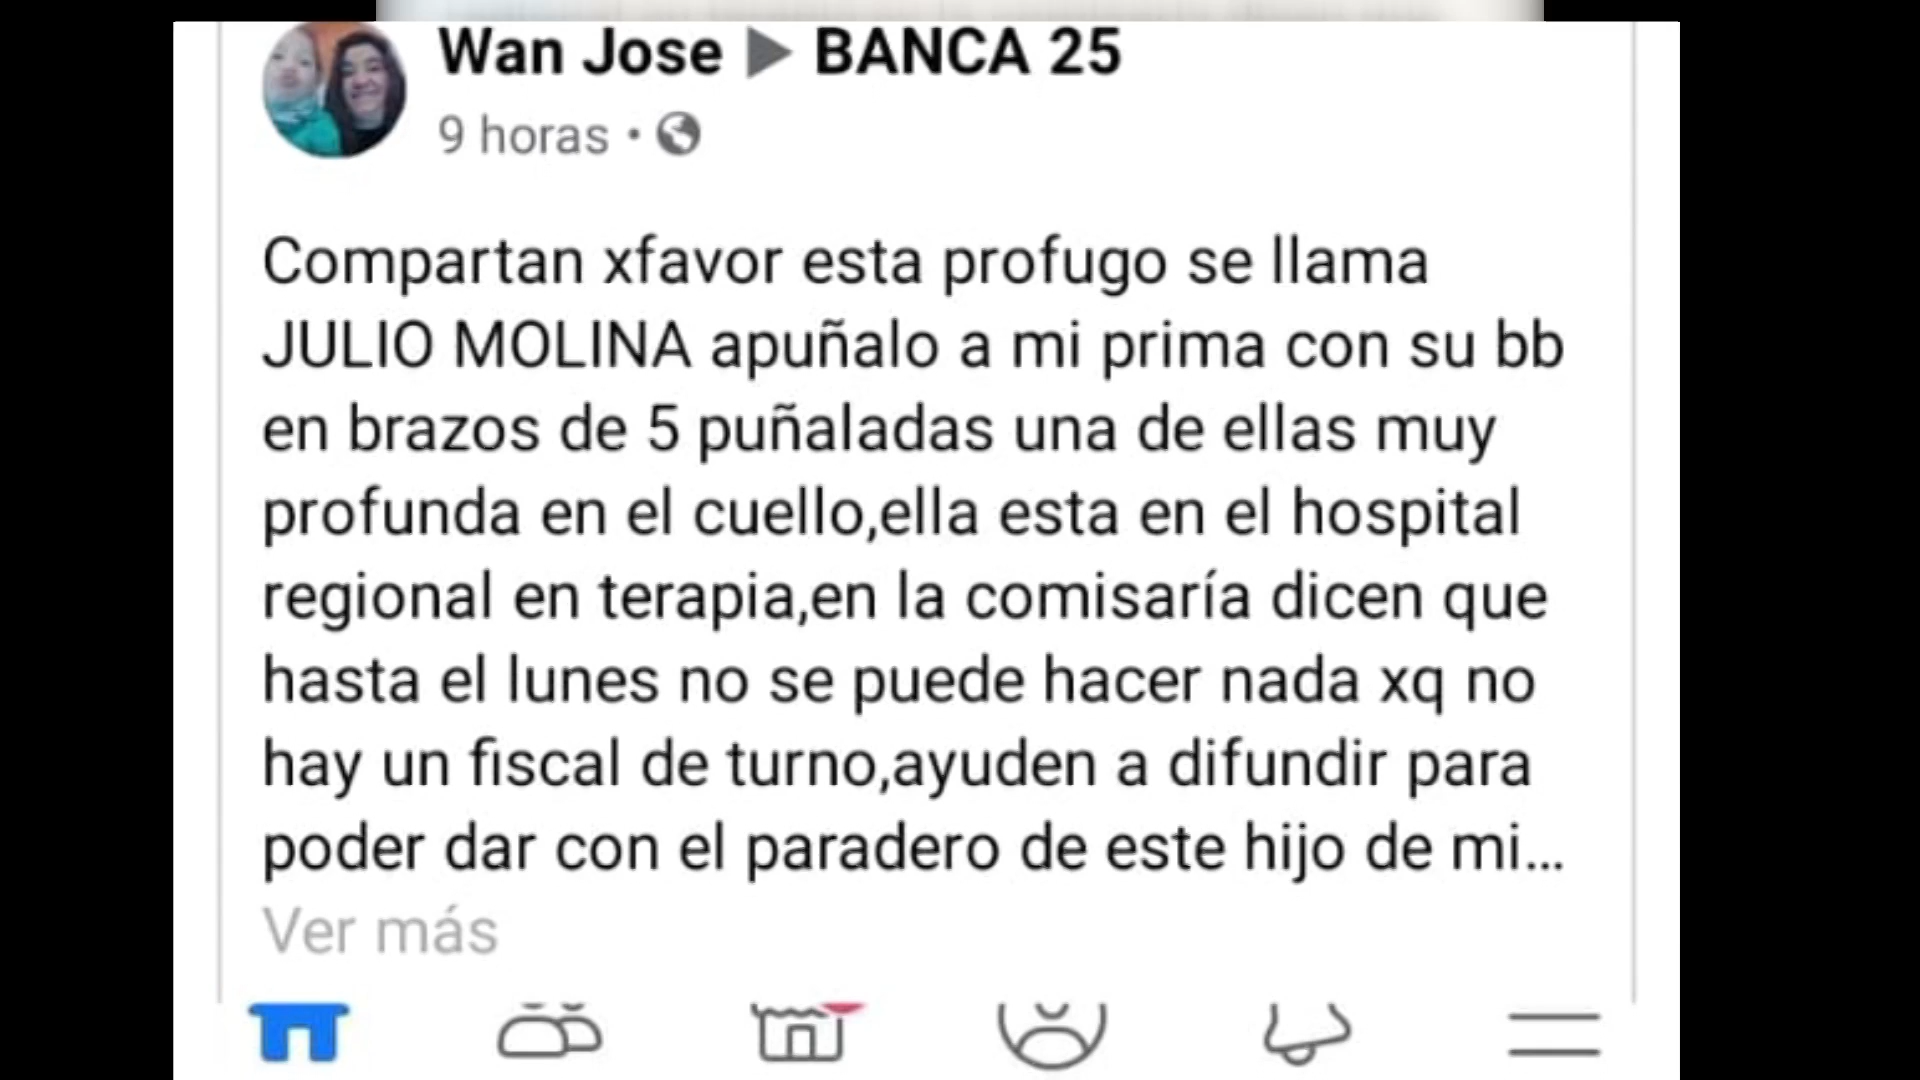 Wan Jose ▶ BANCA 25
9 horas •
Compartan xfavor esta profugo se llama
JULIO MOLINA apuñalo a mi prima con su bb
en brazos de 5 puñaladas una de ellas muy
profunda en el cuello,ella esta en el hospital
regional en terapia,en la comisaría dicen que
hasta el lunes no se puede hacer nada xq no
hay un fiscal de turno,ayuden a difundir para
poder dar con el paradero de este hijo de mi...
Ver más